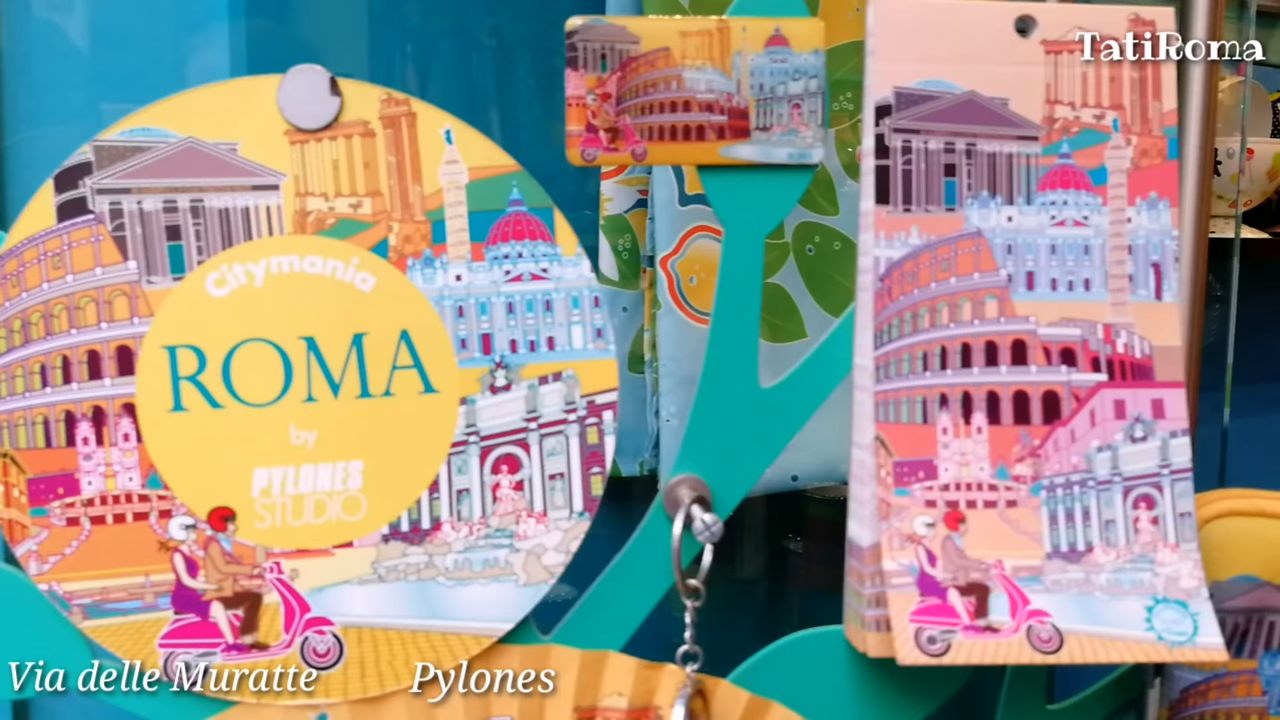 TatiRoma
Citymania
ROMA
by
PYLONES
STUDIO
Via delle Muratte
Pylones